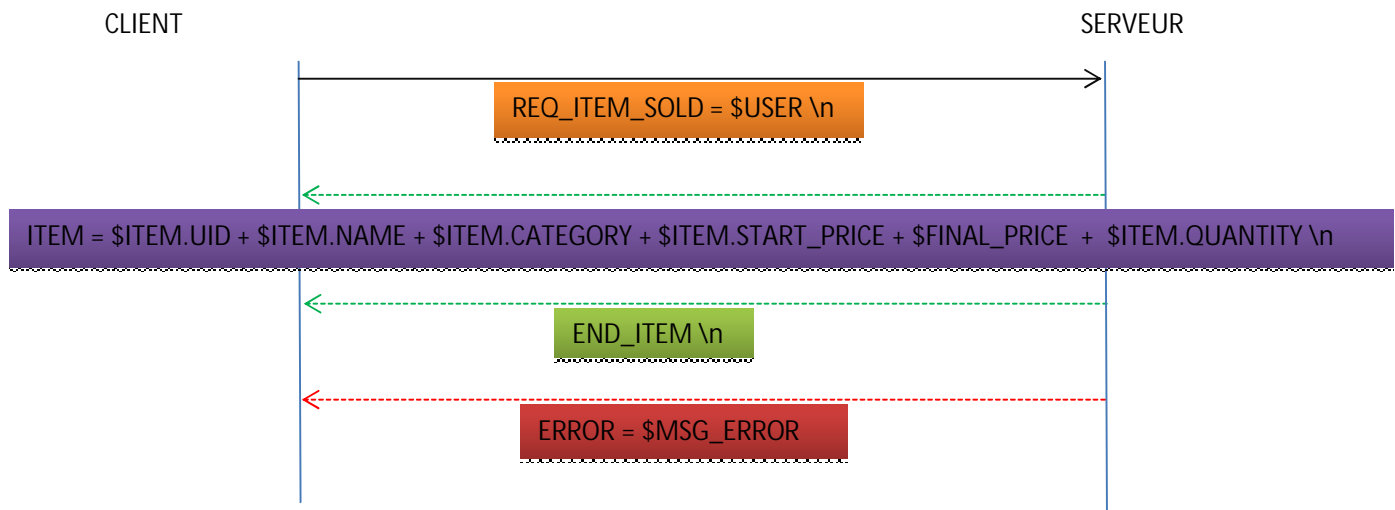 CLIENT SERVEUR
REQ_ITEM_SOLD = $USER \n
ITEM = $ITEM.UID + $ITEM.NAME + $ITEM.CATEGORY + $ITEM.START_PRICE + $FINAL_PRICE + $ITEM.QUANTITY \n
END_ITEM \n
ERROR = $MSG_ERROR